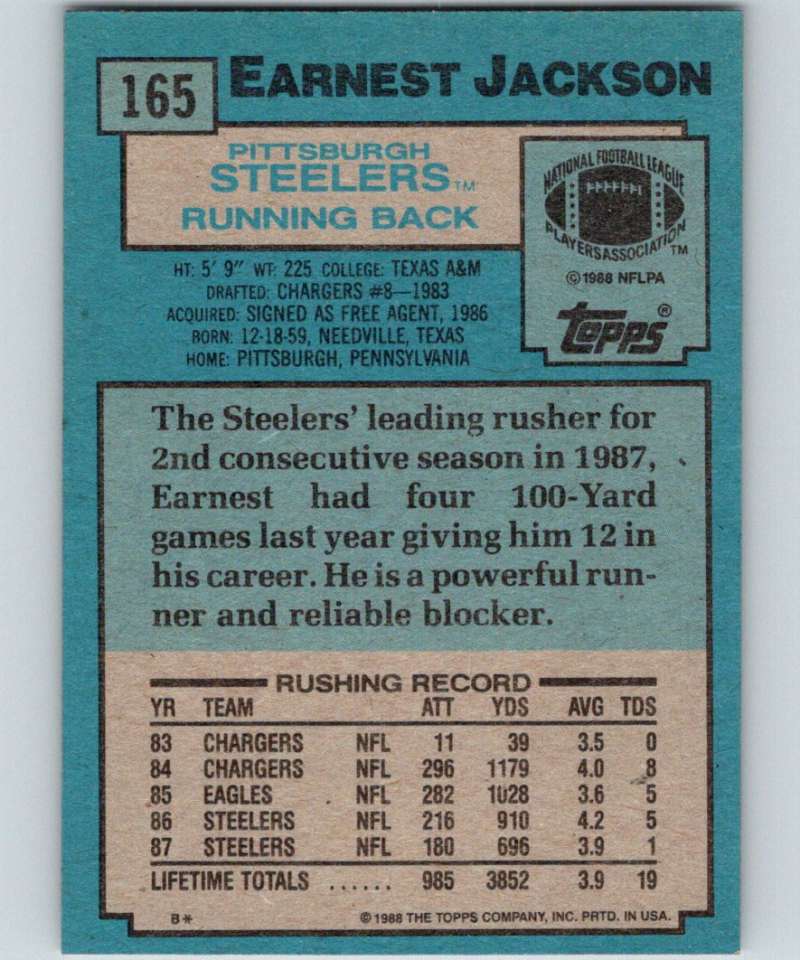 165
EARNEST JACKSON
PITTSBURGH
STEELERS™
RUNNING BACK
NATIONAL FOOTBALL LEAGUE
PLAYERS ASSOCIATION™
©1988 NFLPA
Topps®
HT: 5' 9" WT: 225 COLLEGE: TEXAS A&M
DRAFTED: CHARGERS #8—1983
ACQUIRED: SIGNED AS FREE AGENT, 1986
BORN: 12-18-59, NEEDVILLE, TEXAS
HOME: PITTSBURGH, PENNSYLVANIA
The Steelers' leading rusher for
2nd consecutive season in 1987,
Earnest had four 100-Yard
games last year giving him 12 in
his career. He is a powerful run-
ner and reliable blocker.
RUSHING RECORD
YR TEAM ATT YDS AVG TDS
83 CHARGERS NFL 11 39 3.5 0
84 CHARGERS NFL 296 1179 4.0 8
85 EAGLES NFL 282 1028 3.6 5
86 STEELERS NFL 216 910 4.2 5
87 STEELERS NFL 180 696 3.9 1
LIFETIME TOTALS ...... 985 3852 3.9 19
B* ©1988 THE TOPPS COMPANY, INC. PRTD. IN USA.